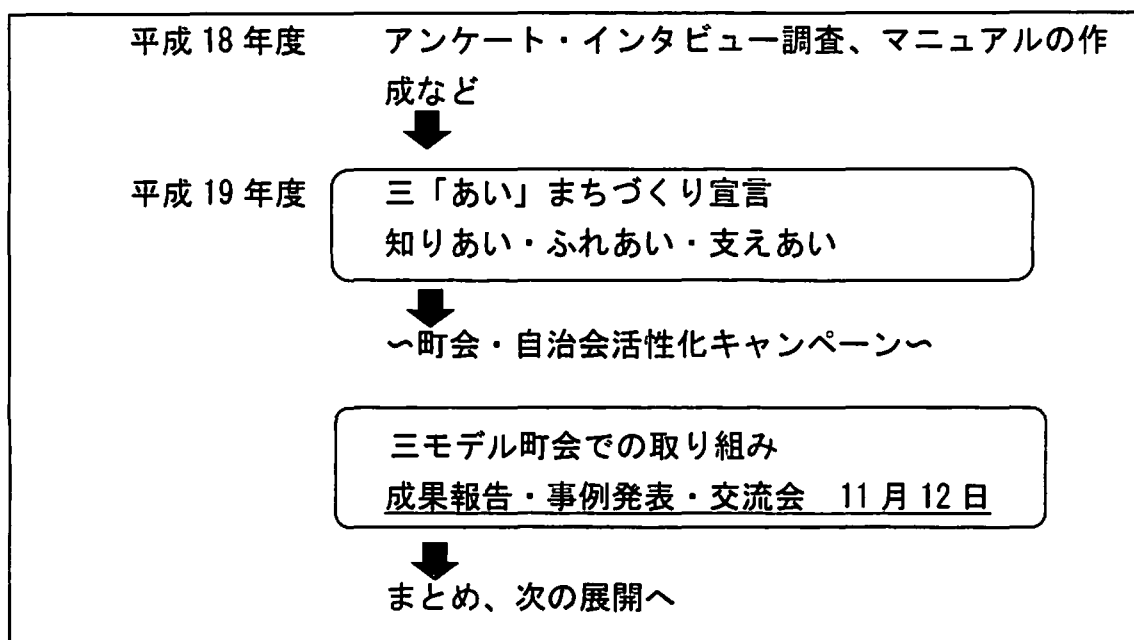 平成18年度 アンケート・インタビュー調査、マニュアルの作
成など
平成19年度 三「あい」まちづくり宣言
知りあい・ふれあい・支えあい
～町会・自治会活性化キャンペーン～
三モデル町会での取り組み
成果報告・事例発表・交流会 11月12日
まとめ、次の展開へ